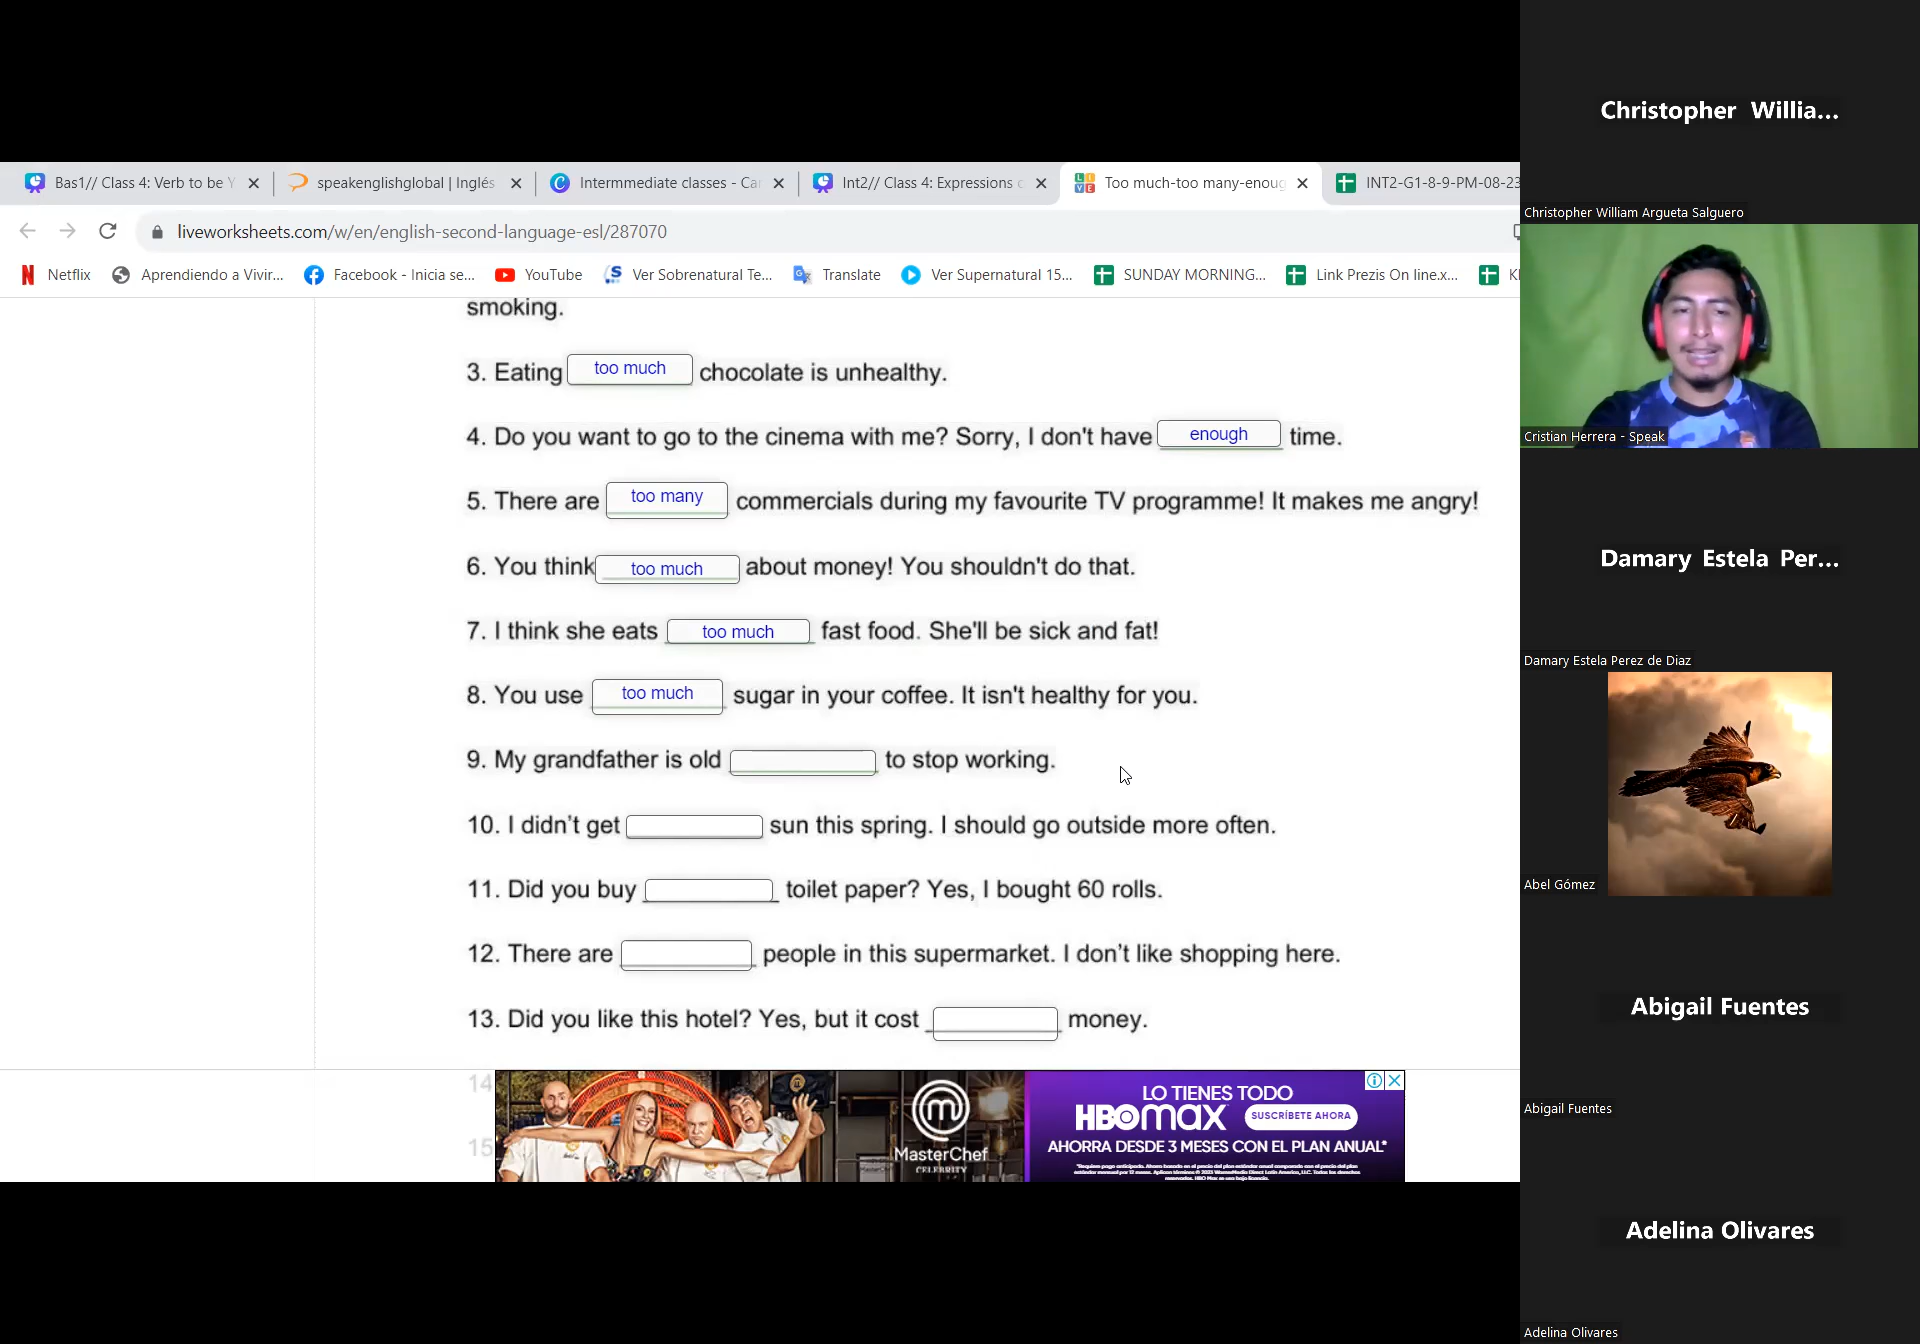 Bas1// Class 4: Verb to be Y
speakenglishglobal | Inglés
Intermmediate classes - Ca
Int2// Class 4: Expressions
Too much-too many-enoug
INT2-G1-8-9-PM-08-23
liveworksheets.com/w/en/english-second-language-esl/287070
Netflix
Aprendiendo a Vivir...
Facebook - Inicia se...
YouTube
Ver Sobrenatural Te...
Translate
Ver Supernatural 15...
SUNDAY MORNING...
Link Prezis On line.x...
smoking.
3. Eating too much chocolate is unhealthy.
4. Do you want to go to the cinema with me? Sorry, I don't have enough time.
5. There are too many commercials during my favourite TV programme! It makes me angry!
6. You think too much about money! You shouldn't do that.
7. I think she eats too much fast food. She'll be sick and fat!
8. You use too much sugar in your coffee. It isn't healthy for you.
9. My grandfather is old to stop working.
10. I didn't get sun this spring. I should go outside more often.
11. Did you buy toilet paper? Yes, I bought 60 rolls.
12. There are people in this supermarket. I don't like shopping here.
13. Did you like this hotel? Yes, but it cost money.
14
15
MasterChef
CELEBRITY
LO TIENES TODO
HBOMAX
SUSCRÍBETE AHORA
AHORRA DESDE 3 MESES CON EL PLAN ANUAL*
Christopher Willia...
Christopher William Argueta Salguero
Cristian Herrera - Speak
Damary Estela Per...
Damary Estela Perez de Diaz
Abel Gómez
Abigail Fuentes
Abigail Fuentes
Adelina Olivares
Adelina Olivares